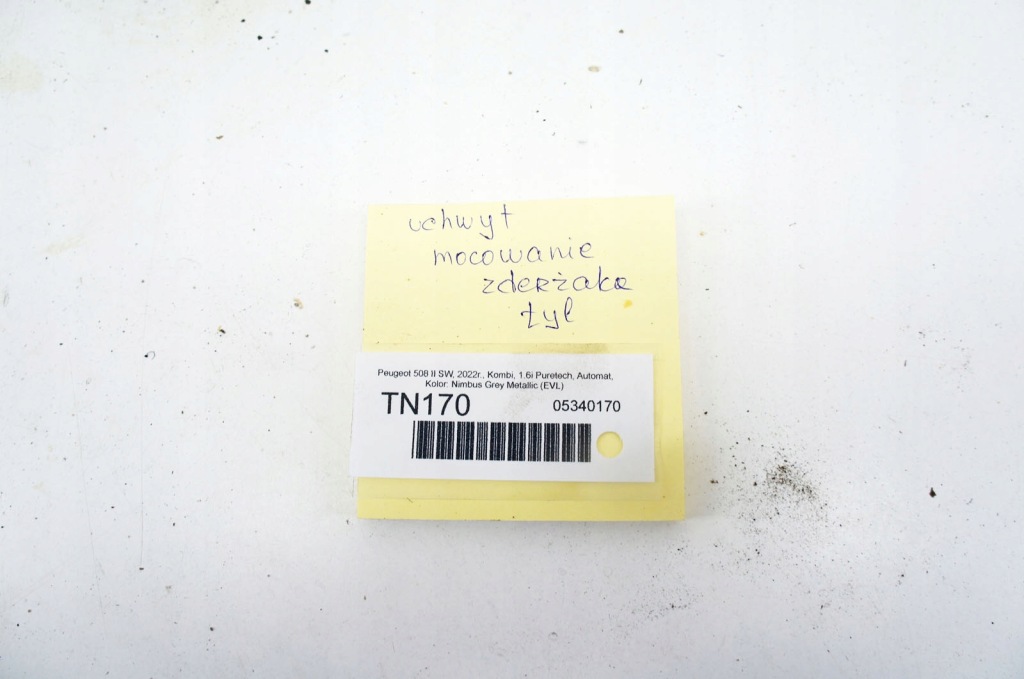 uchwyt
mocowanie
zderżaka
tył
Peugeot 508 II SW, 2022r., Kombi, 1.6i Puretech, Automat,
Kolor: Nimbus Grey Metallic (EVL)
TN170 05340170